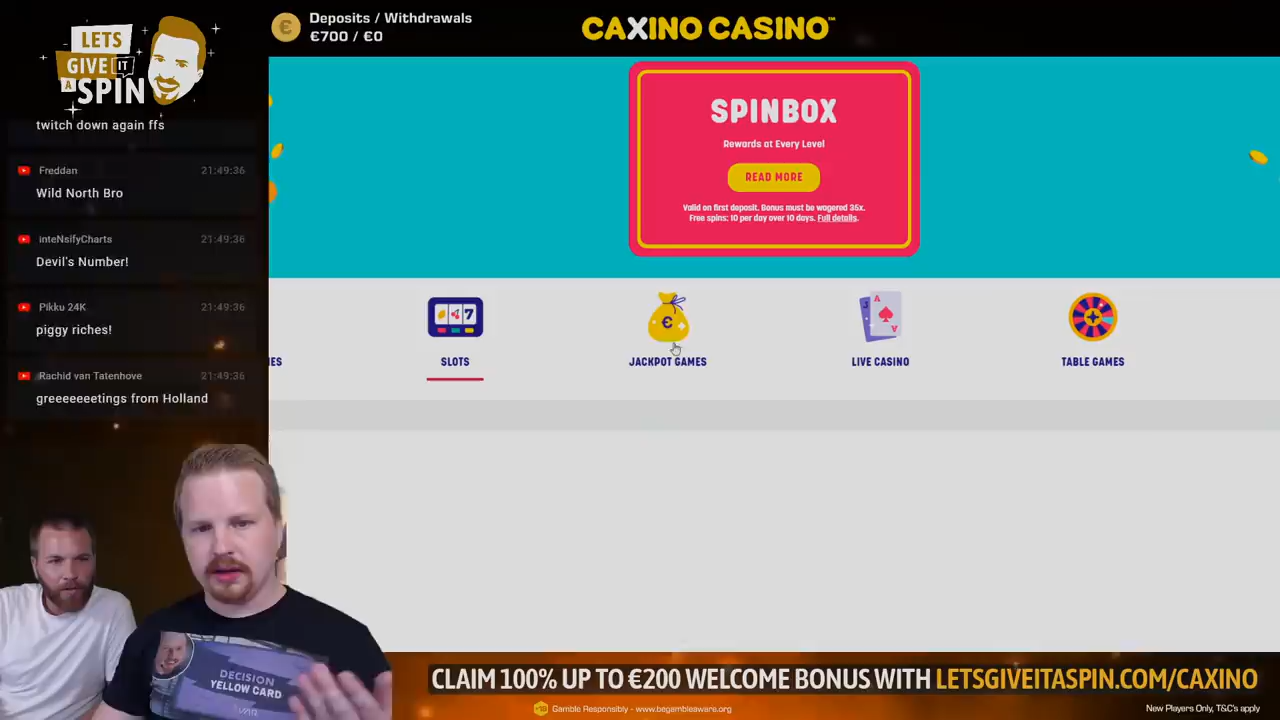 LETS
GIVE IT
A SPIN
Deposits / Withdrawals
€700 / €0
CAXINO CASINO™
twitch down again ffs
Freddan 21:49:36
Wild North Bro
inteNsifyCharts 21:49:36
Devil's Number!
Pikku 24K 21:49:36
piggy riches!
Rachid van Tatenhove 21:49:36
greeeeeeetings from Holland
SPINBOX
Rewards at Every Level
READ MORE
Valid on first deposit. Bonus must be wagered 35x.
Free spins: 10 per day over 10 days. Full details.
ES
SLOTS
JACKPOT GAMES
LIVE CASINO
TABLE GAMES
DECISION
YELLOW CARD
VAR
CLAIM 100% UP TO €200 WELCOME BONUS WITH LETSGIVEITASPIN.COM/CAXINO
+18 Gamble Responsibly - www.begambleaware.org
New Players Only, T&C's apply